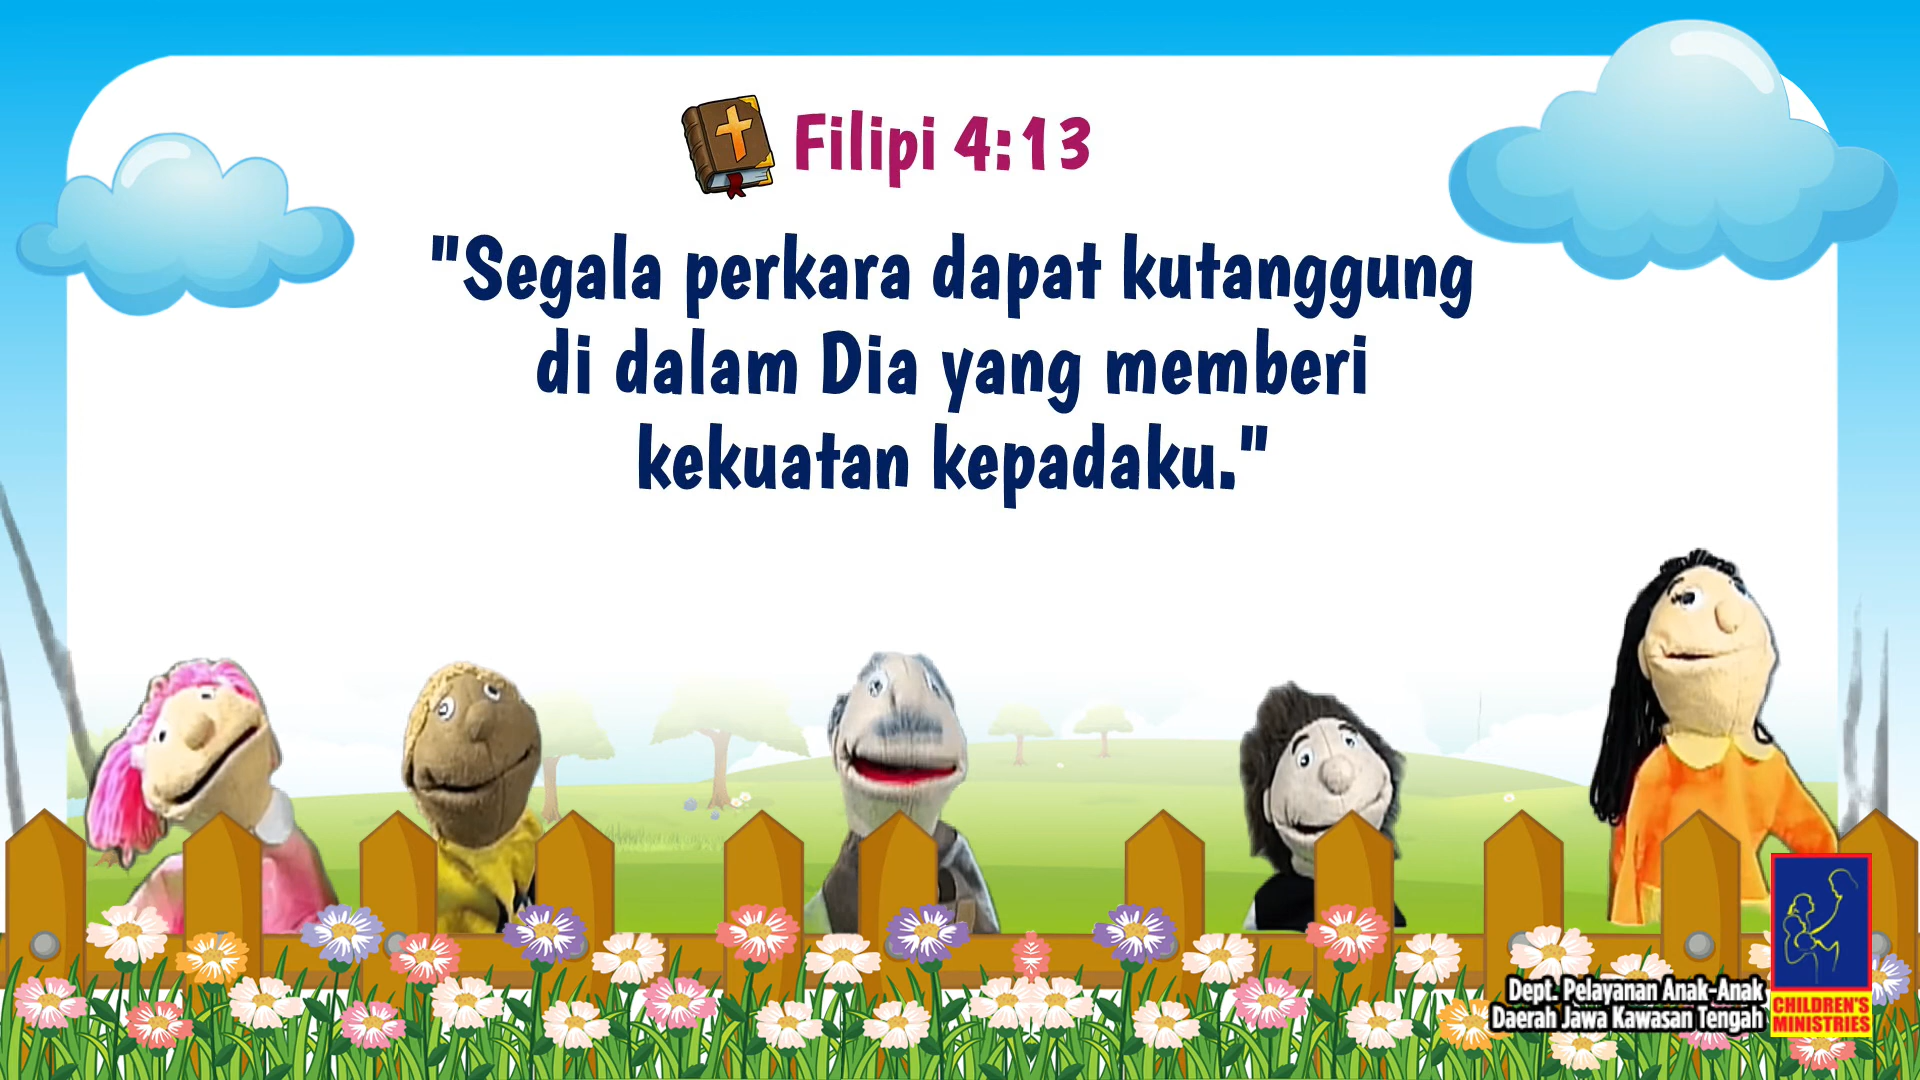 Filipi 4:13
"Segala perkara dapat kutanggung
di dalam Dia yang memberi
kekuatan kepadaku."
Dept. Pelayanan Anak-Anak
Daerah Jawa Kawasan Tengah
CHILDREN'S
MINISTRIES